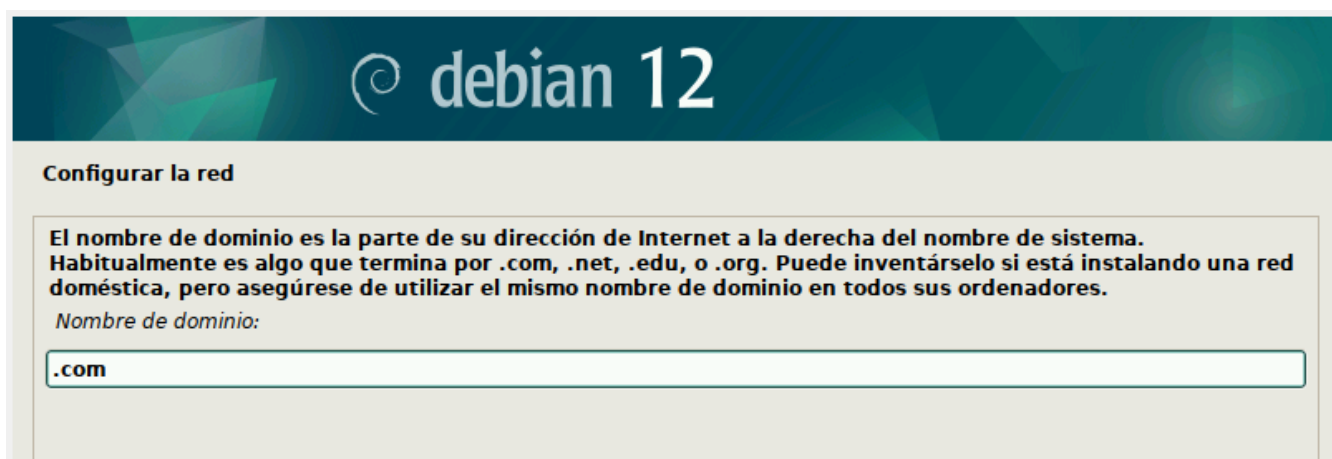 debian 12
Configurar la red
El nombre de dominio es la parte de su dirección de Internet a la derecha del nombre de sistema.
Habitualmente es algo que termina por .com, .net, .edu, o .org. Puede inventárselo si está instalando una red
doméstica, pero asegúrese de utilizar el mismo nombre de dominio en todos sus ordenadores.
Nombre de dominio:
.com